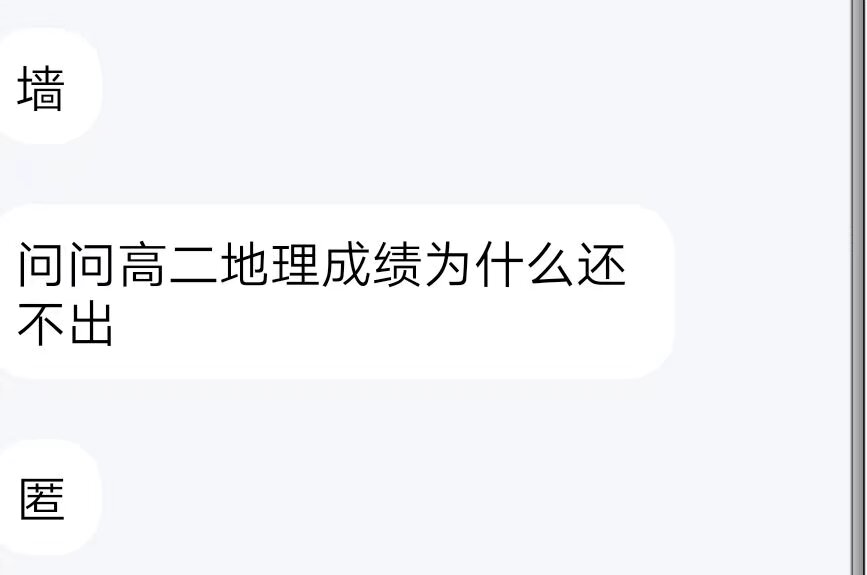 墙
问问高二地理成绩为什么还
不出
匿